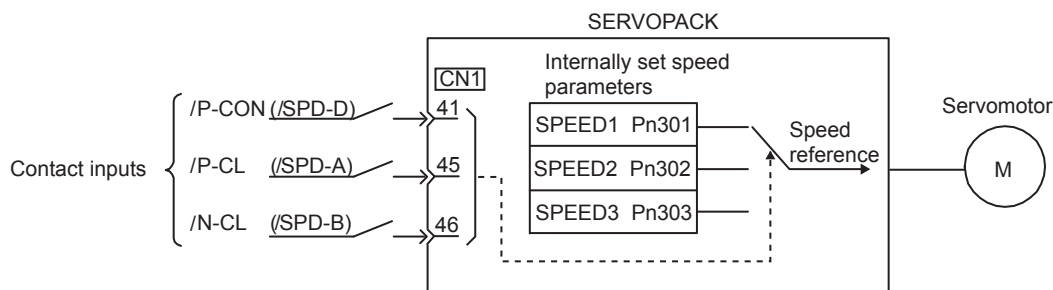 SERVOPACK
Internally set speed
parameters
CN1
/P-CON (/SPD-D) 41
SPEED1 Pn301
Speed
reference
Servomotor
Contact inputs
/P-CL (/SPD-A) 45
SPEED2 Pn302
M
/N-CL (/SPD-B) 46
SPEED3 Pn303